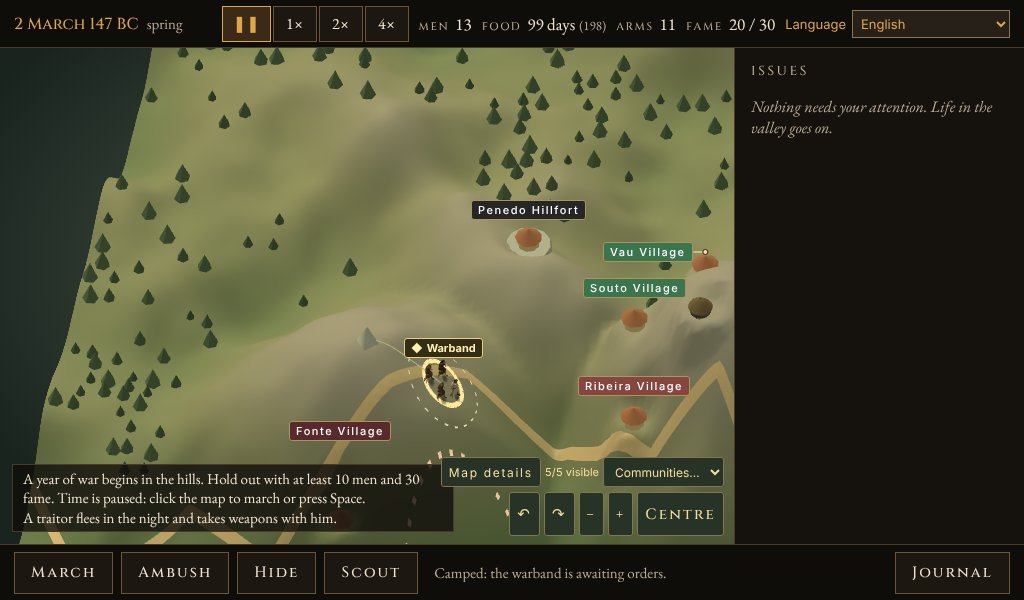 2 MARCH 147 BC spring
❚❚ 1× 2× 4×
MEN 13 FOOD 99 days (198) ARMS 11 FAME 20 / 30 Language English
ISSUES
Nothing needs your attention. Life in the
valley goes on.
Penedo Hillfort
Vau Village
Souto Village
◆ Warband
Ribeira Village
Fonte Village
A year of war begins in the hills. Hold out with at least 10 men and 30
fame. Time is paused: click the map to march or press Space.
A traitor flees in the night and takes weapons with him.
Map details 5/5 visible Communities...
↶ ↷ − + CENTRE
MARCH AMBUSH HIDE SCOUT Camped: the warband is awaiting orders. JOURNAL